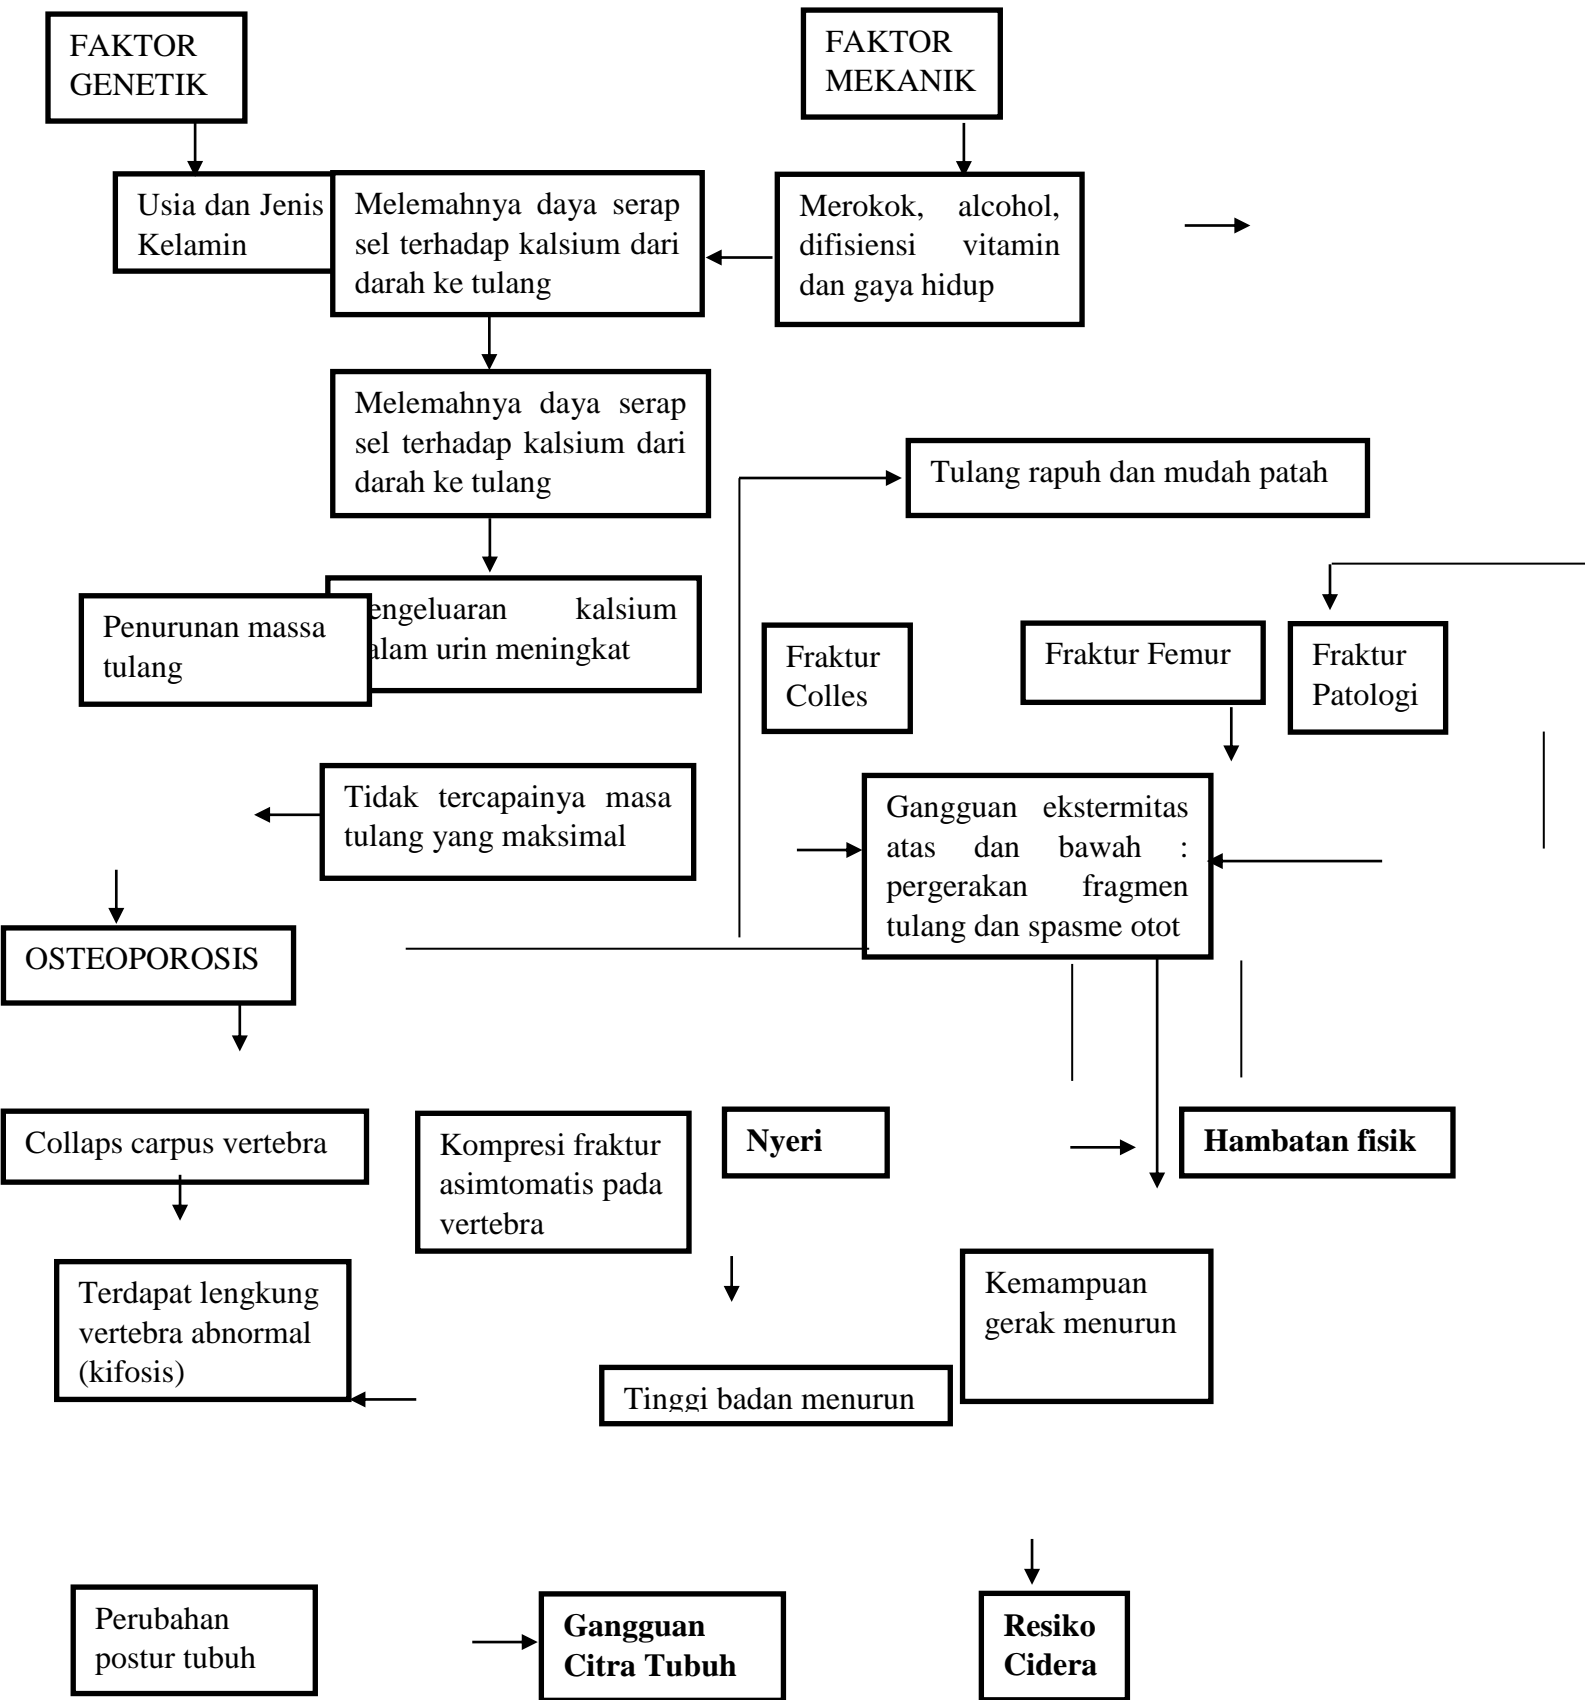 FAKTOR
GENETIK
FAKTOR
MEKANIK
Usia dan Jenis
Kelamin
Melemahnya daya serap
sel terhadap kalsium dari
darah ke tulang
Merokok, alcohol,
difisiensi vitamin
dan gaya hidup
Melemahnya daya serap
sel terhadap kalsium dari
darah ke tulang
Tulang rapuh dan mudah patah
Penurunan massa
tulang
engeluaran kalsium
alam urin meningkat
Fraktur
Colles
Fraktur Femur
Fraktur
Patologi
Tidak tercapainya masa
tulang yang maksimal
Gangguan ekstermitas
atas dan bawah :
pergerakan fragmen
tulang dan spasme otot
OSTEOPOROSIS
Collaps carpus vertebra
Kompresi fraktur
asimtomatis pada
vertebra
Nyeri
Hambatan fisik
Terdapat lengkung
vertebra abnormal
(kifosis)
Kemampuan
gerak menurun
Tinggi badan menurun
Perubahan
postur tubuh
Gangguan
Citra Tubuh
Resiko
Cidera